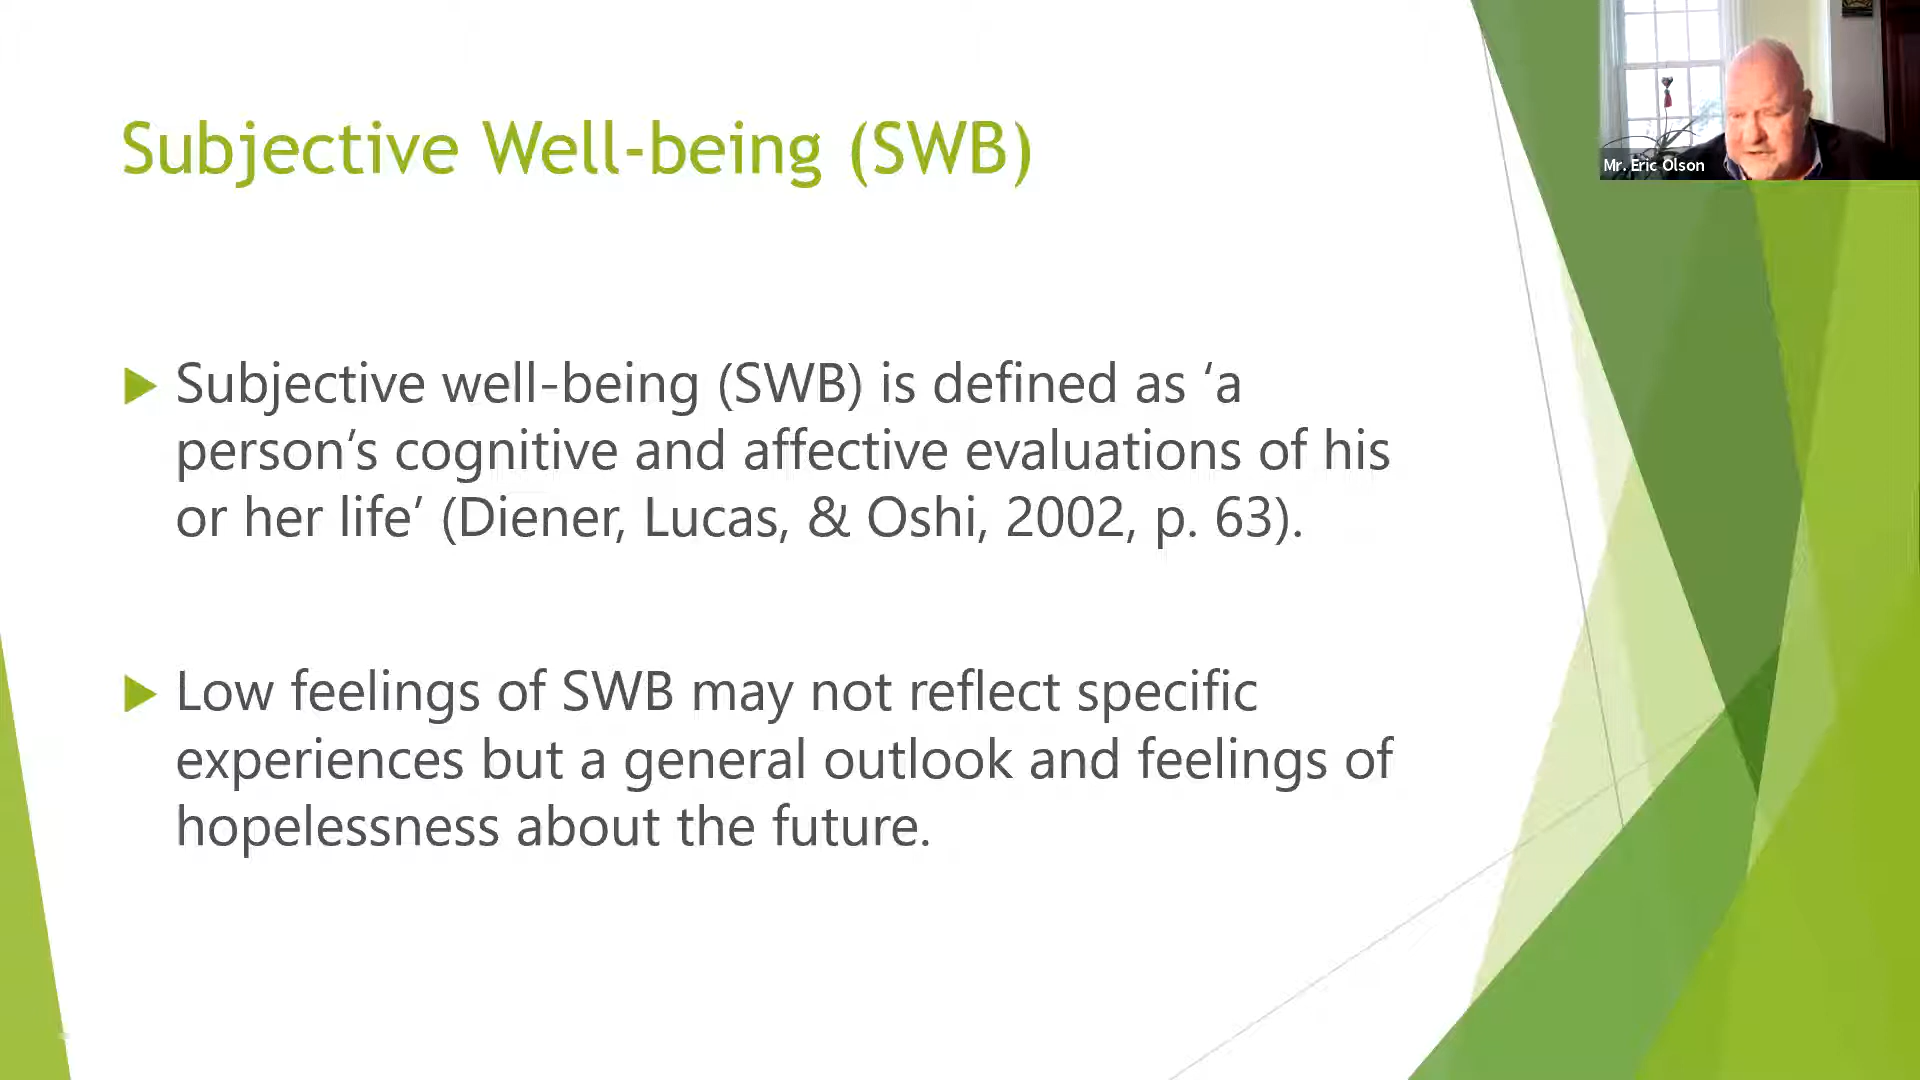 Subjective Well-being (SWB)
Mr. Eric Olson
Subjective well-being (SWB) is defined as ‘a
person’s cognitive and affective evaluations of his
or her life’ (Diener, Lucas, & Oshi, 2002, p. 63).
Low feelings of SWB may not reflect specific
experiences but a general outlook and feelings of
hopelessness about the future.